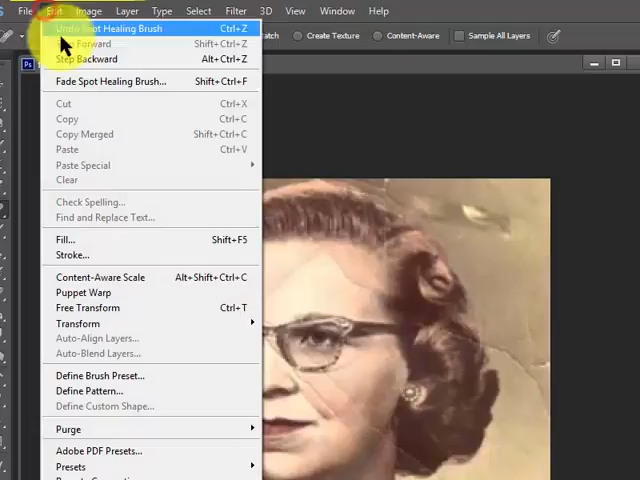 File Edit Image Layer Type Select Filter 3D View Window Help
Create Texture Content-Aware Sample All Layers
Undo Spot Healing Brush Ctrl+Z
Forward Shift+Ctrl+Z
Step Backward Alt+Ctrl+Z
Fade Spot Healing Brush... Shift+Ctrl+F
Cut Ctrl+X
Copy Ctrl+C
Copy Merged Shift+Ctrl+C
Paste Ctrl+V
Paste Special
Clear
Check Spelling...
Find and Replace Text...
Fill... Shift+F5
Stroke...
Content-Aware Scale Alt+Shift+Ctrl+C
Puppet Warp
Free Transform Ctrl+T
Transform
Auto-Align Layers...
Auto-Blend Layers...
Define Brush Preset...
Define Pattern...
Define Custom Shape...
Purge
Adobe PDF Presets...
Presets
Ps